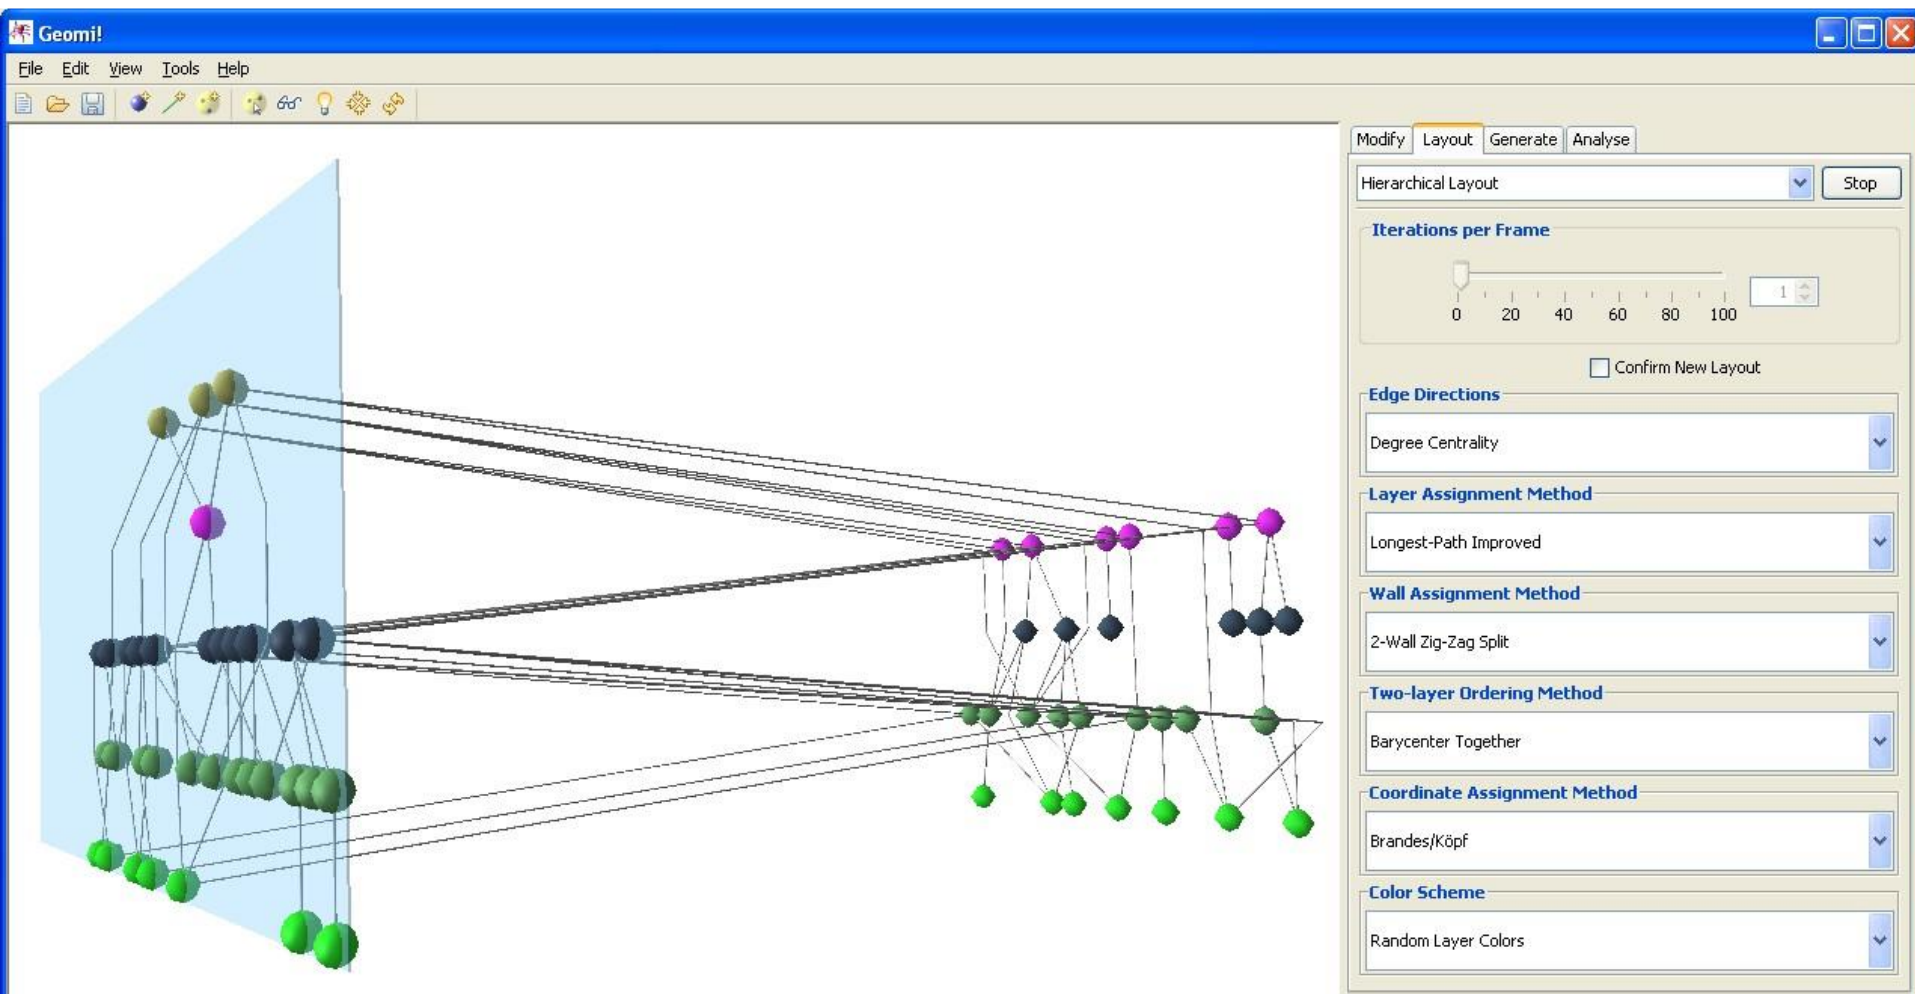 Geomi!
File Edit View Tools Help
Modify Layout Generate Analyse
Hierarchical Layout Stop
Iterations per Frame
1
0 20 40 60 80 100
Confirm New Layout
Edge Directions
Degree Centrality
Layer Assignment Method
Longest-Path Improved
Wall Assignment Method
2-Wall Zig-Zag Split
Two-layer Ordering Method
Barycenter Together
Coordinate Assignment Method
Brandes/Köpf
Color Scheme
Random Layer Colors